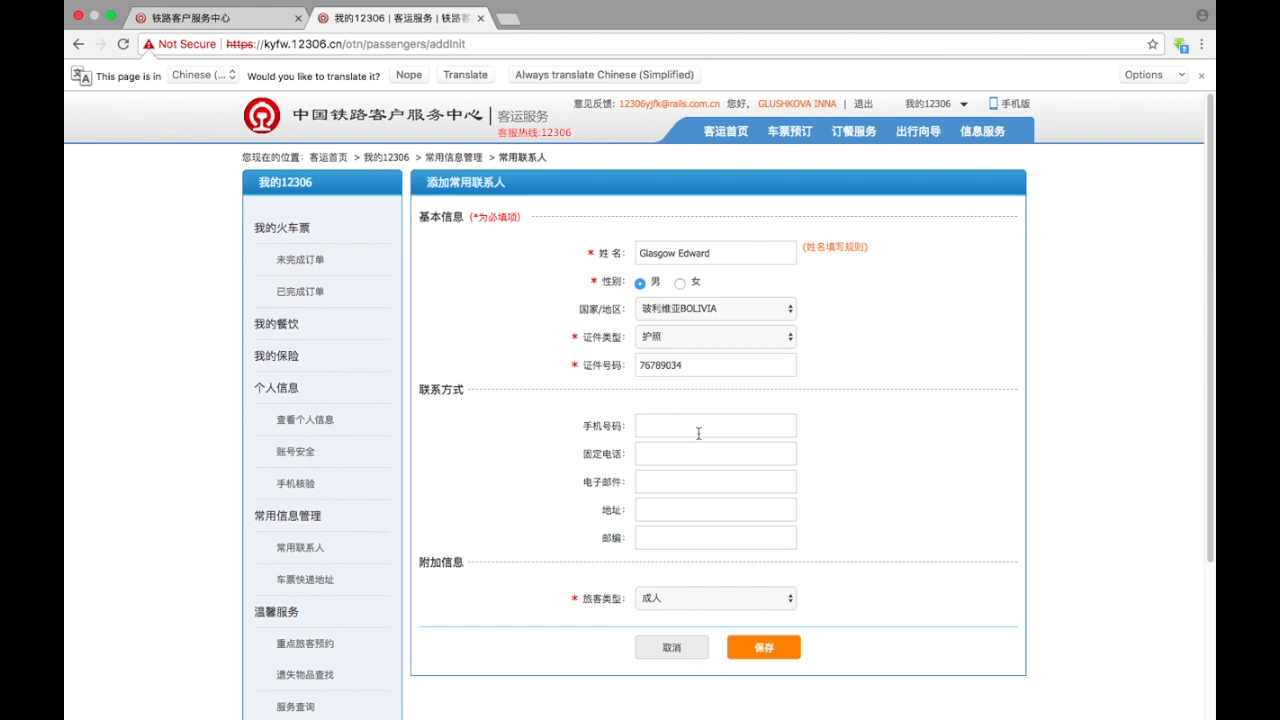 铁路客户服务中心
我的12306 | 客运服务 | 铁路客
Not Secure | https://kyfw.12306.cn/otn/passengers/addInit
This page is in Chinese (... Would you like to translate it? Nope Translate Always translate Chinese (Simplified) Options
中国铁路客户服务中心 | 客运服务
客服热线:12306
意见反馈: 12306yjfk@rails.com.cn 您好, GLUSHKOVA INNA | 退出 我的12306 手机版
客运首页 车票预订 订餐服务 出行向导 信息服务
您现在的位置: 客运首页 > 我的12306 > 常用信息管理 > 常用联系人
我的12306
我的火车票
未完成订单
已完成订单
我的餐饮
我的保险
个人信息
查看个人信息
账号安全
手机核验
常用信息管理
常用联系人
车票快递地址
温馨服务
重点旅客预约
遗失物品查找
服务查询
添加常用联系人
基本信息 (*为必填项)
* 姓 名: Glasgow Edward (姓名填写规则)
* 性别: 男 女
国家/地区: 玻利维亚BOLIVIA
* 证件类型: 护照
* 证件号码: 76789034
联系方式
手机号码:
固定电话:
电子邮件:
地址:
邮编:
附加信息
* 旅客类型: 成人
取消 保存